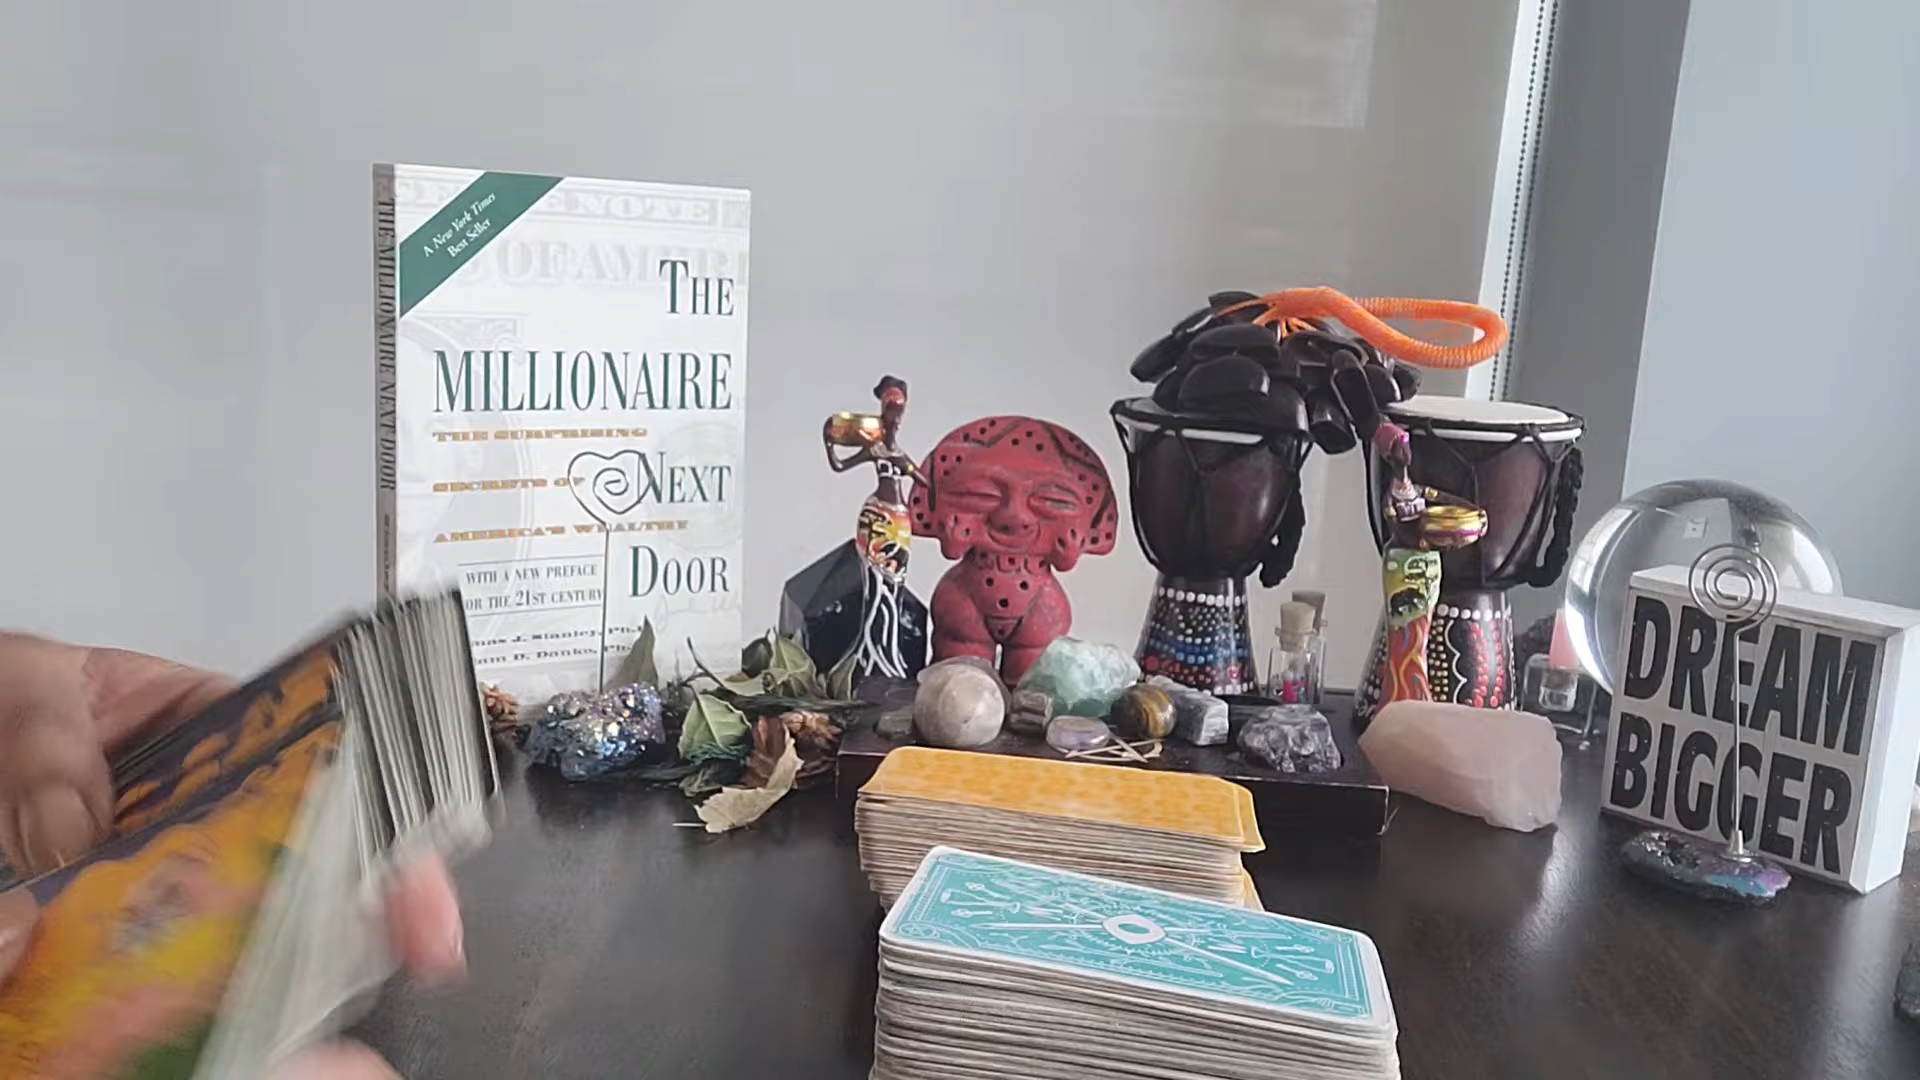 A New York Times
Best Seller
THE
MILLIONAIRE
THE SURPRISING
SECRETS OF
NEXT
AMERICA'S WEALTHY
DOOR
WITH A NEW PREFACE
FOR THE 21ST CENTURY
THE MILLIONAIRE NEXT DOOR
DREAM
BIGGER